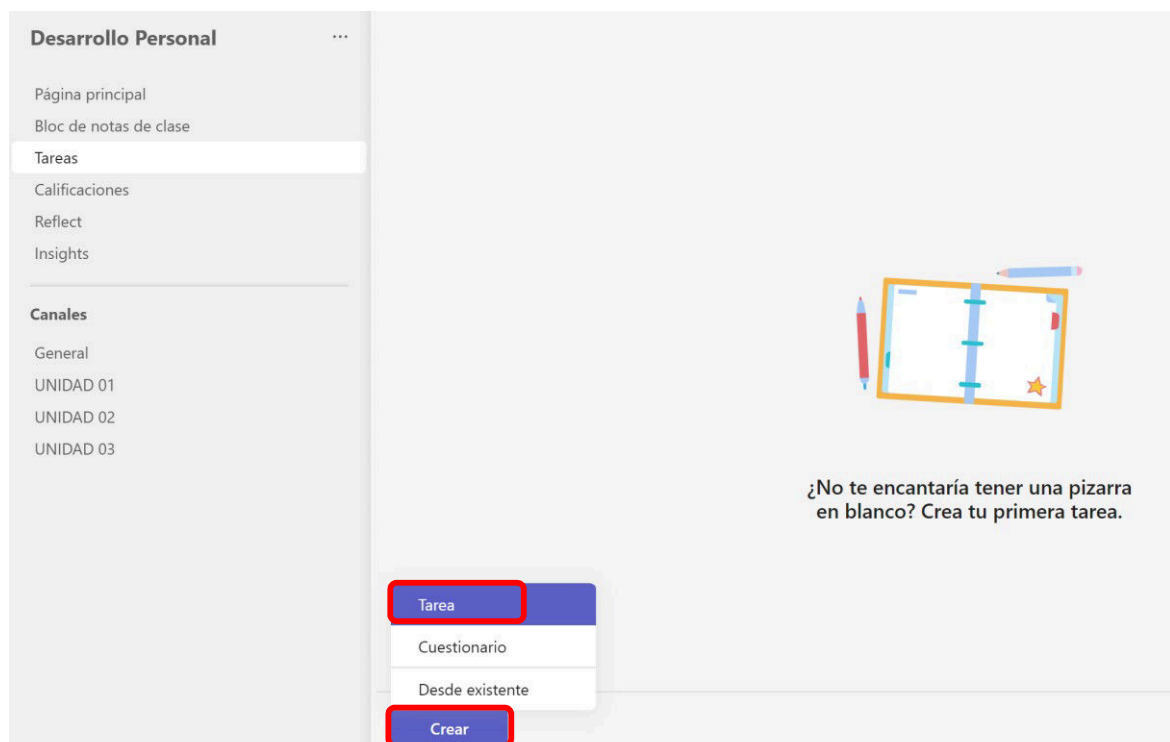 Desarrollo Personal ...
Página principal
Bloc de notas de clase
Tareas
Calificaciones
Reflect
Insights
Canales
General
UNIDAD 01
UNIDAD 02
UNIDAD 03
¿No te encantaría tener una pizarra
en blanco? Crea tu primera tarea.
Tarea
Cuestionario
Desde existente
Crear